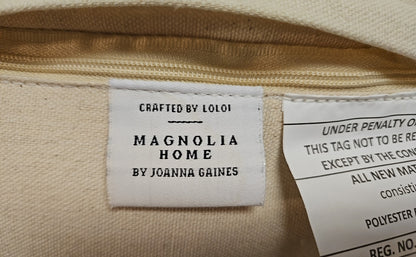 CRAFTED BY LOLOI
MAGNOLIA
HOME
BY JOANNA GAINES
UNDER PENALTY O
THIS TAG NOT TO BE RE
EXCEPT BY THE CON
ALL NEW MAT
consisti
POLYESTER
REG. NO.